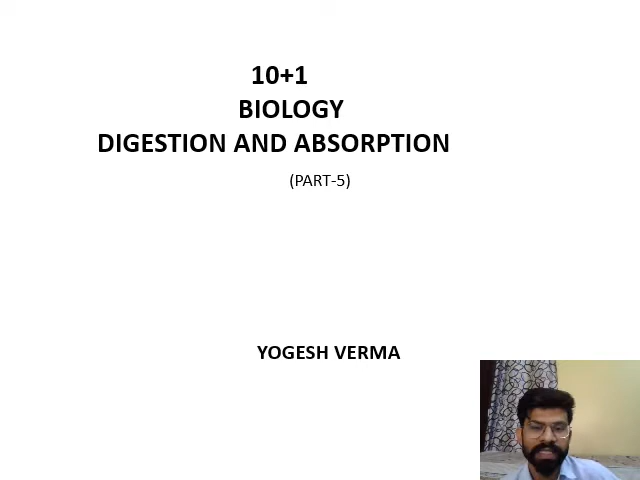 10+1
BIOLOGY
DIGESTION AND ABSORPTION
(PART-5)
YOGESH VERMA